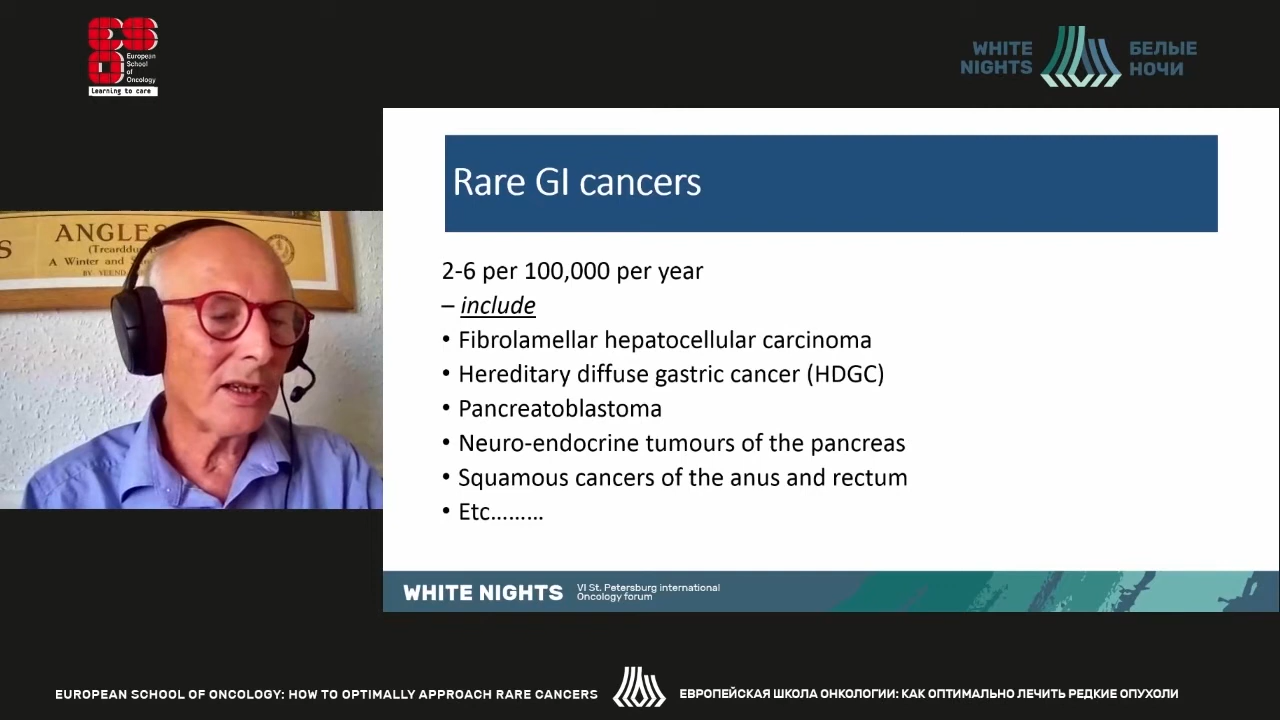 European
School
of
Oncology
Learning to care
WHITE
NIGHTS
БЕЛЫЕ
НОЧИ
Rare GI cancers
2-6 per 100,000 per year
– include
• Fibrolamellar hepatocellular carcinoma
• Hereditary diffuse gastric cancer (HDGC)
• Pancreatoblastoma
• Neuro-endocrine tumours of the pancreas
• Squamous cancers of the anus and rectum
• Etc.........
S ANGLES
A Winter and
WHITE NIGHTS
VI St. Petersburg international
Oncology forum
EUROPEAN SCHOOL OF ONCOLOGY: HOW TO OPTIMALLY APPROACH RARE CANCERS
ЕВРОПЕЙСКАЯ ШКОЛА ОНКОЛОГИИ: КАК ОПТИМАЛЬНО ЛЕЧИТЬ РЕДКИЕ ОПУХОЛИ